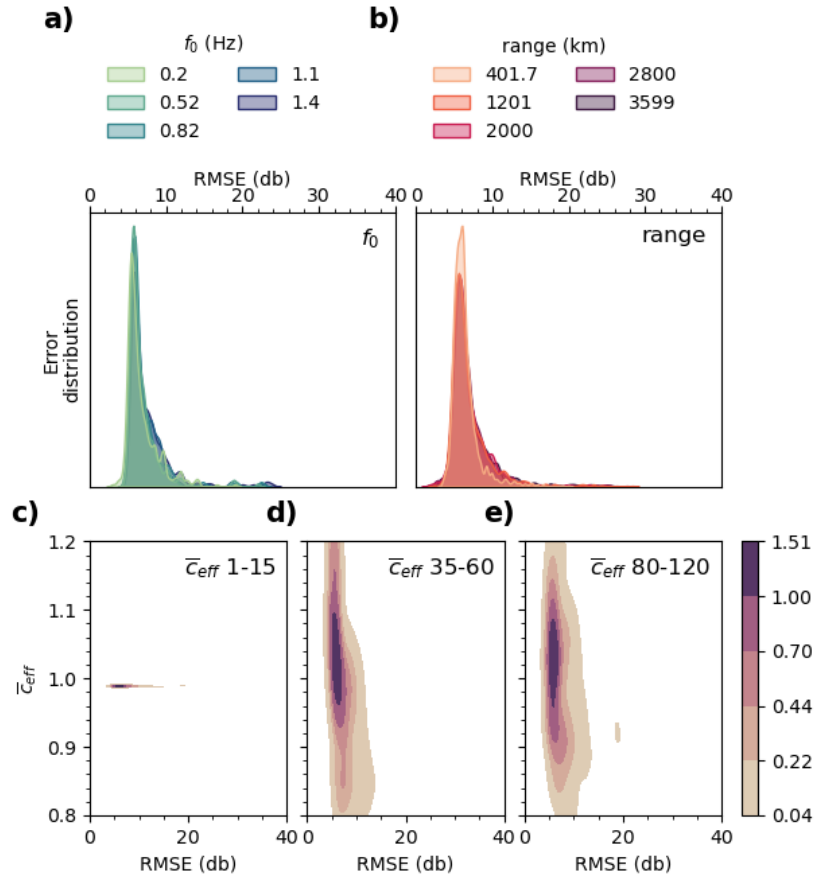 a)
b)
f₀ (Hz)
range (km)
0.2
1.1
0.52
1.4
0.82
401.7
2800
1201
3599
2000
RMSE (db)
RMSE (db)
0 10 20 30 40
0 10 20 30 40
f₀
range
Error
distribution
c)
d)
e)
c̅eff 1-15
c̅eff 35-60
c̅eff 80-120
c̅eff
1.2
1.1
1.0
0.9
0.8
0 20 40
0 20 40
0 20 40
RMSE (db)
RMSE (db)
RMSE (db)
1.51
1.00
0.70
0.44
0.22
0.04